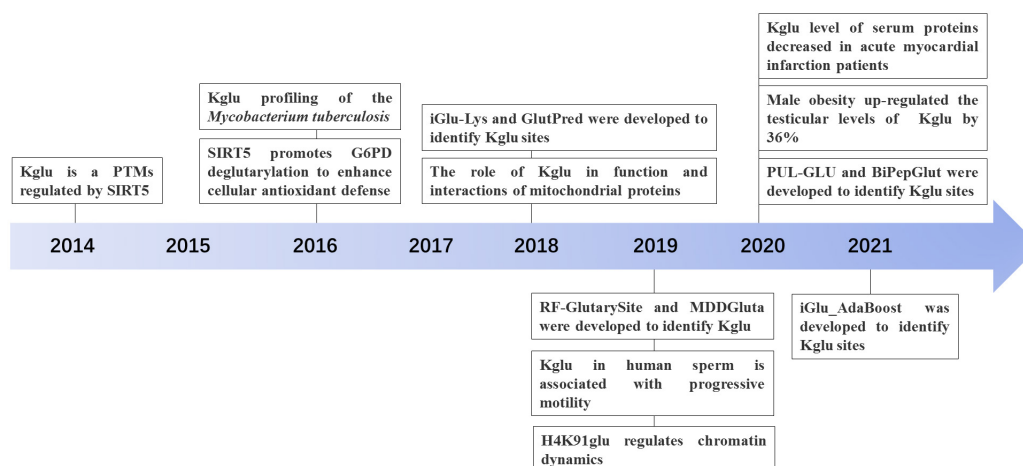 Kglu level of serum proteins
decreased in acute myocardial
infarction patients
Kglu profiling of the
Mycobacterium tuberculosis
Male obesity up-regulated the
testicular levels of Kglu by
36%
iGlu-Lys and GlutPred were developed to
identify Kglu sites
SIRT5 promotes G6PD
deglutarylation to enhance
cellular antioxidant defense
Kglu is a PTMs
regulated by SIRT5
The role of Kglu in function and
interactions of mitochondrial proteins
PUL-GLU and BiPepGlut were
developed to identify Kglu sites
2014 2015 2016 2017 2018 2019 2020 2021
RF-GlutarySite and MDDGluta
were developed to identify Kglu
iGlu_AdaBoost was
developed to identify
Kglu sites
Kglu in human sperm is
associated with progressive
motility
H4K91glu regulates chromatin
dynamics